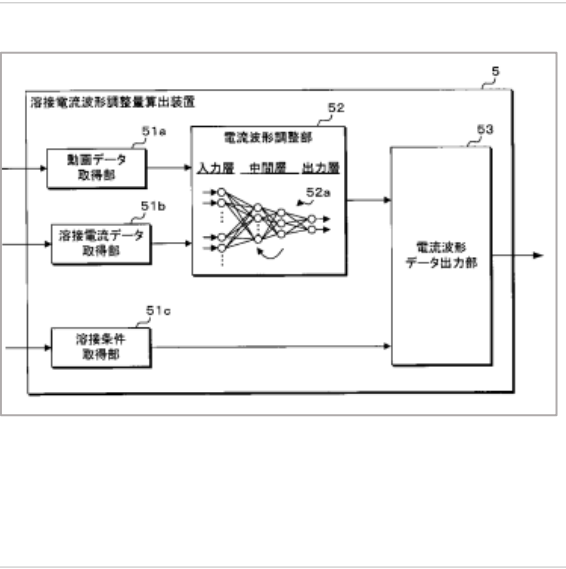 5
溶接電流波形調整量算出装置
51a
動画データ
取得部
51b
溶接電流データ
取得部
51c
溶接条件
取得部
52
電流波形調整部
入力層 中間層 出力層
52a
53
電流波形
データ出力部